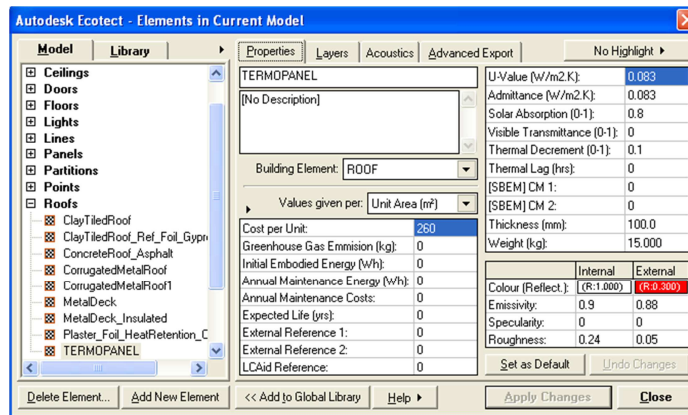 Autodesk Ecotect - Elements in Current Model
Model
Library
Ceilings
Doors
Floors
Lights
Lines
Panels
Partitions
Points
Roofs
ClayTiledRoof
ClayTiledRoof_Ref_Foil_Gypr
ConcreteRoof_Asphalt
CorrugatedMetalRoof
CorrugatedMetalRoof1
MetalDeck
MetalDeck_Insulated
Plaster_Foil_HeatRetention_C
TERMOPANEL
Delete Element...
Add New Element
Properties
Layers
Acoustics
Advanced Export
No Highlight
TERMOPANEL
[No Description]
Building Element: ROOF
Values given per: Unit Area (m²)
Cost per Unit: 260
Greenhouse Gas Emmision (kg): 0
Initial Embodied Energy (Wh): 0
Annual Maintenance Energy (Wh): 0
Annual Maintenance Costs: 0
Expected Life (yrs): 0
External Reference 1: 0
External Reference 2: 0
LCAid Reference: 0
U-Value (W/m2.K): 0.083
Admittance (W/m2.K): 0.083
Solar Absorption (0-1): 0.8
Visible Transmittance (0-1): 0
Thermal Decrement (0-1): 0.1
Thermal Lag (hrs): 0
[SBEM] CM 1: 0
[SBEM] CM 2: 0
Thickness (mm): 100.0
Weight (kg): 15.000
Internal External
Colour (Reflect.): (R:1.000) (R:0.300)
Emissivity: 0.9 0.88
Specularity: 0 0
Roughness: 0.24 0.05
Set as Default
Undo Changes
<< Add to Global Library
Help
Apply Changes
Close